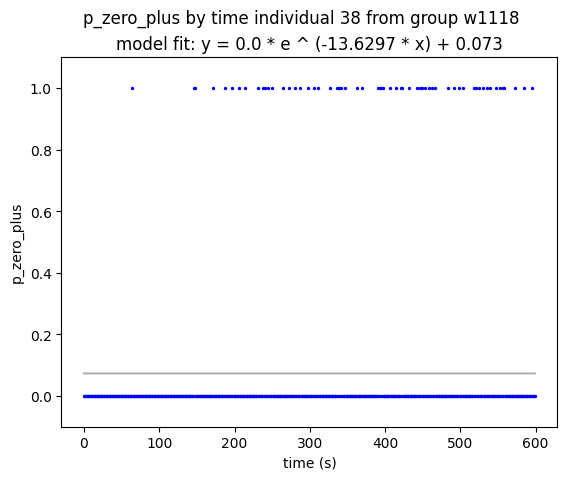 p_zero_plus by time individual 38 from group w1118
model fit: y = 0.0 * e ^ (-13.6297 * x) + 0.073
1.0
0.8
0.6
0.4
0.2
0.0
p_zero_plus
0 100 200 300 400 500 600
time (s)